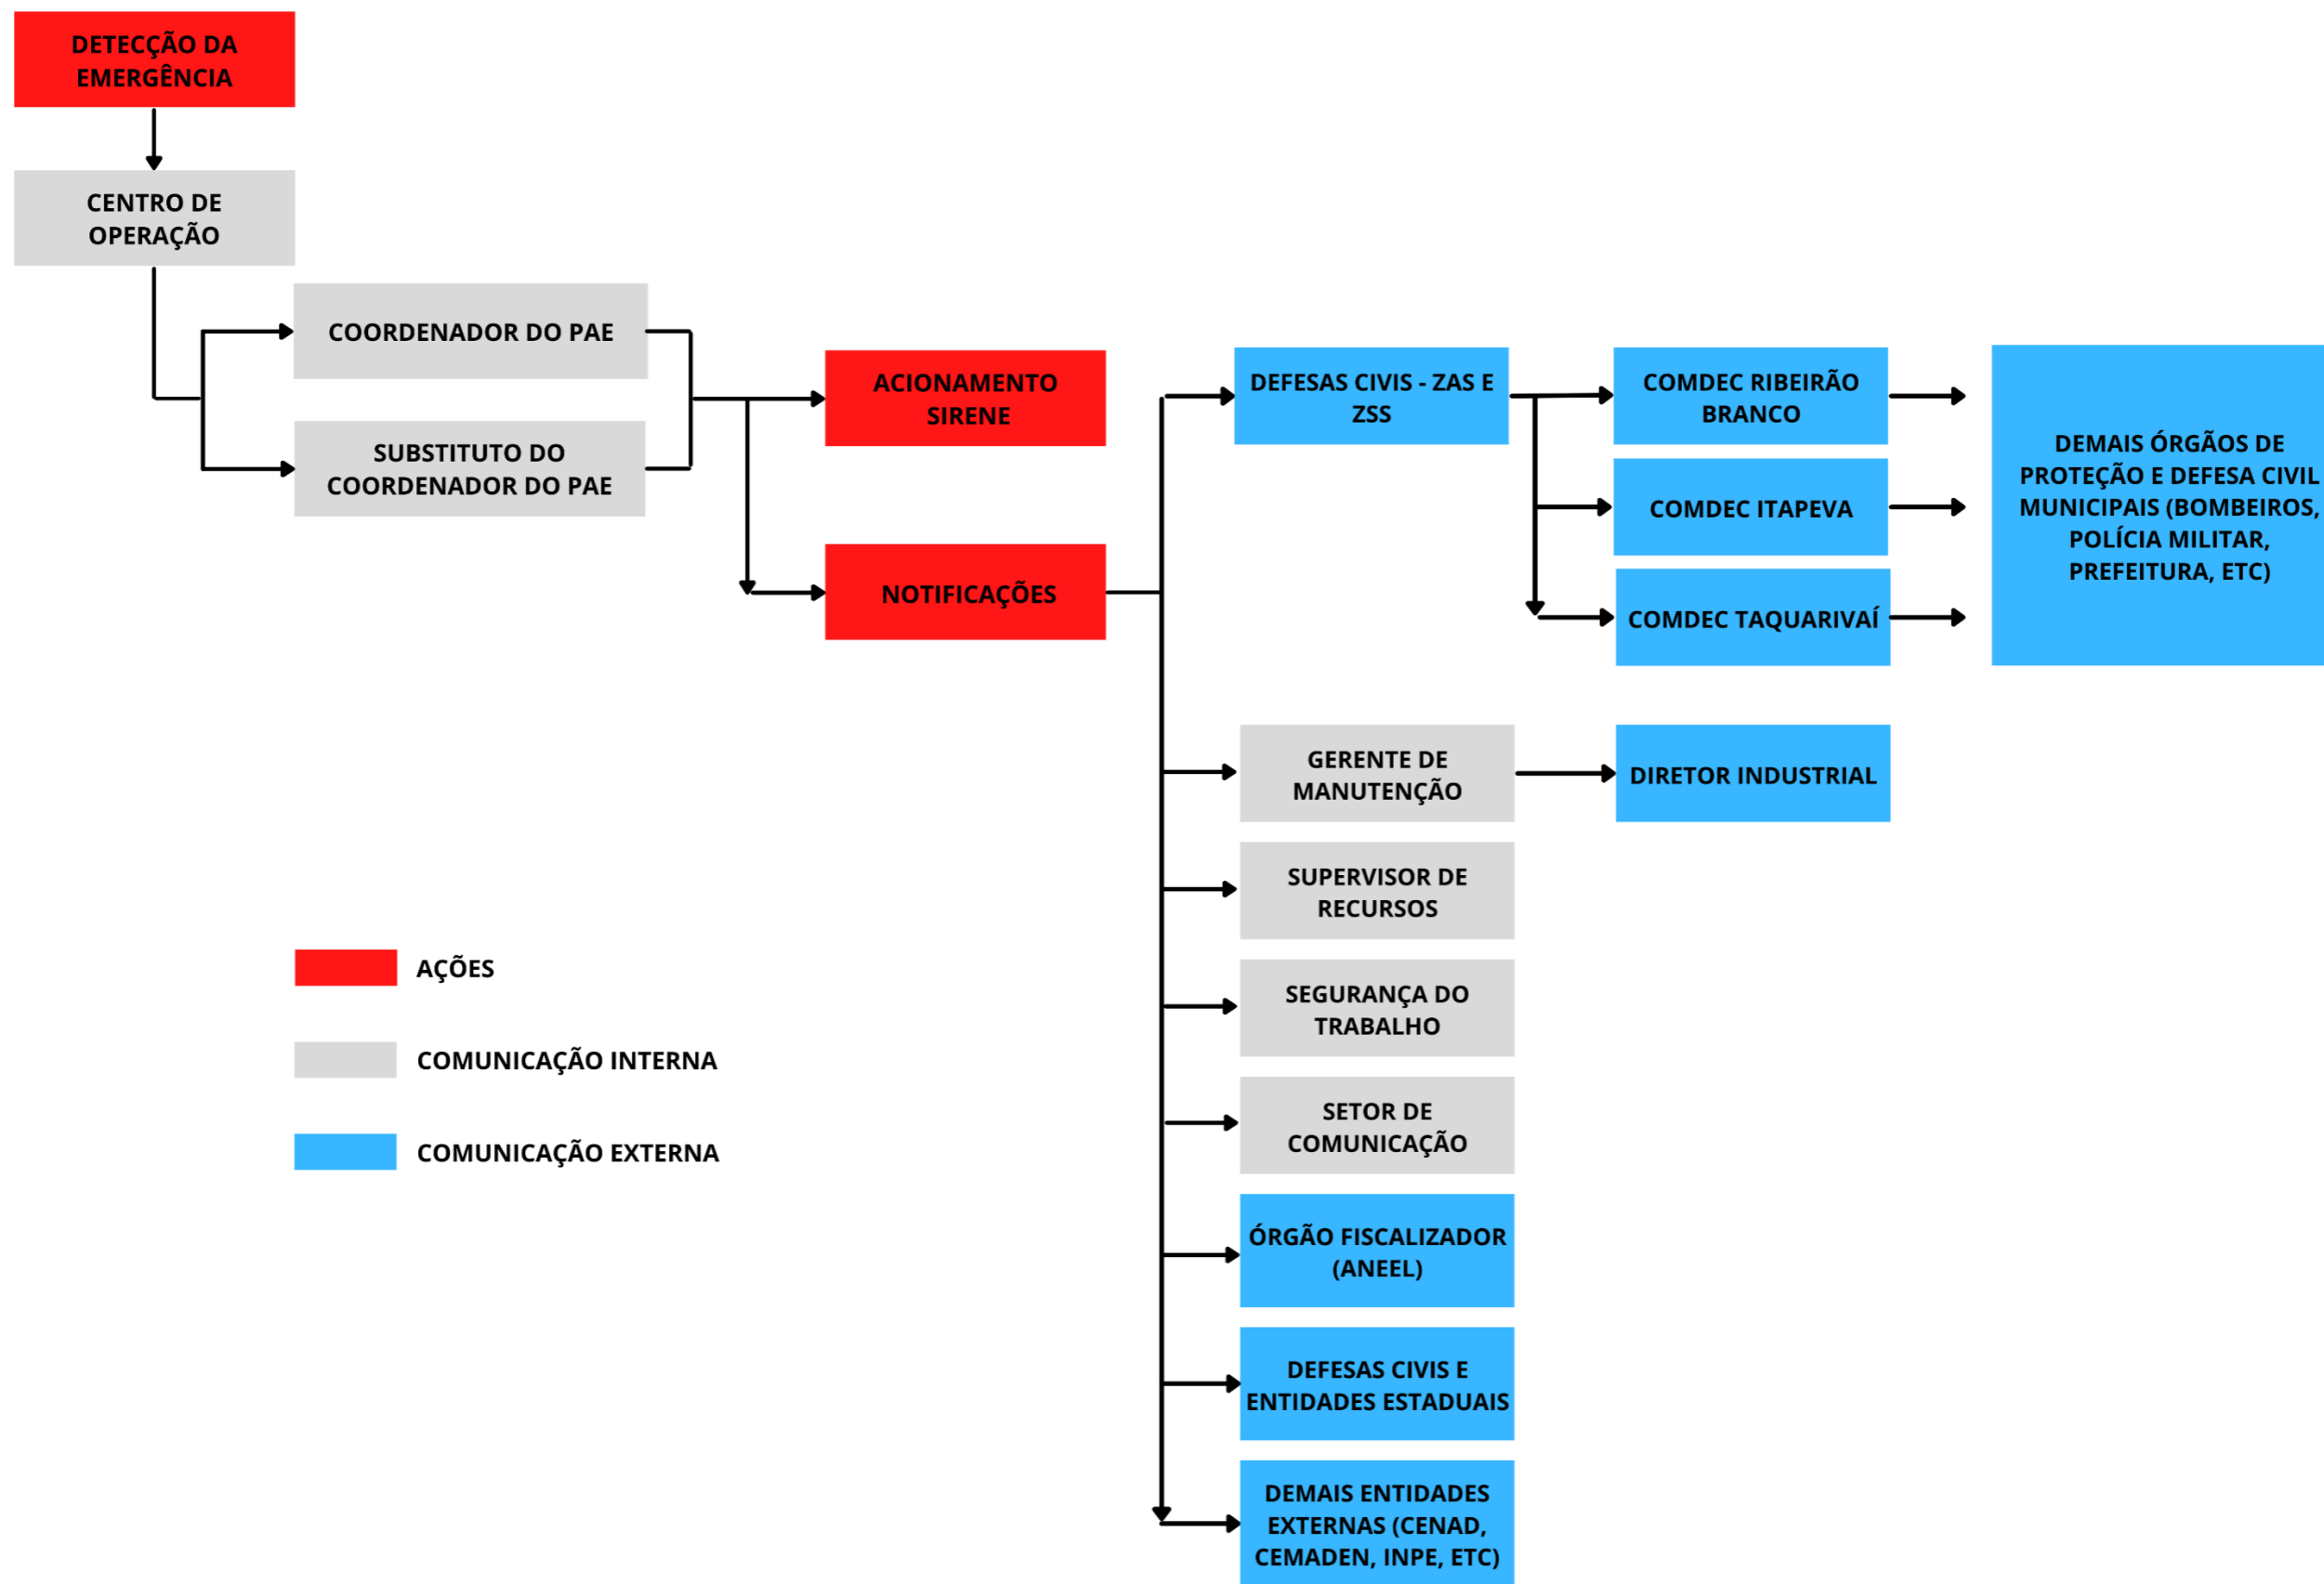 DETECÇÃO DA
EMERGÊNCIA
CENTRO DE
OPERAÇÃO
COORDENADOR DO PAE
SUBSTITUTO DO
COORDENADOR DO PAE
ACIONAMENTO
SIRENE
NOTIFICAÇÕES
DEFESAS CIVIS - ZAS E
ZSS
COMDEC RIBEIRÃO
BRANCO
COMDEC ITAPEVA
COMDEC TAQUARIVAÍ
DEMAIS ÓRGÃOS DE
PROTEÇÃO E DEFESA CIVIL
MUNICIPAIS (BOMBEIROS,
POLÍCIA MILITAR,
PREFEITURA, ETC)
GERENTE DE
MANUTENÇÃO
DIRETOR INDUSTRIAL
SUPERVISOR DE
RECURSOS
SEGURANÇA DO
TRABALHO
SETOR DE
COMUNICAÇÃO
ÓRGÃO FISCALIZADOR
(ANEEL)
DEFESAS CIVIS E
ENTIDADES ESTADUAIS
DEMAIS ENTIDADES
EXTERNAS (CENAD,
CEMADEN, INPE, ETC)
AÇÕES
COMUNICAÇÃO INTERNA
COMUNICAÇÃO EXTERNA